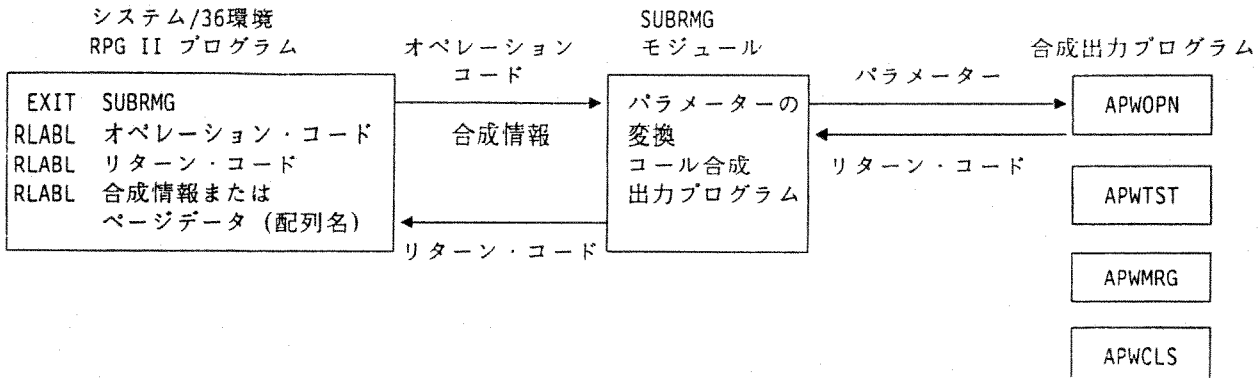 システム/36環境
RPG II プログラム
EXIT SUBRMG
RLABL オペレーション・コード
RLABL リターン・コード
RLABL 合成情報または
ページデータ (配列名)
オペレーション
コード
合成情報
リターン・コード
SUBRMG
モジュール
パラメーターの
変換
コール合成
出力プログラム
パラメーター
リターン・コード
合成出力プログラム
APWOPN
APWTST
APWMRG
APWCLS